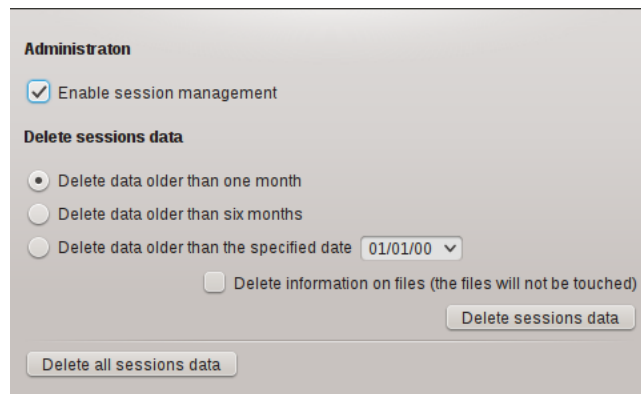 Administraton
Enable session management
Delete sessions data
Delete data older than one month
Delete data older than six months
Delete data older than the specified date 01/01/00
Delete information on files (the files will not be touched)
Delete sessions data
Delete all sessions data